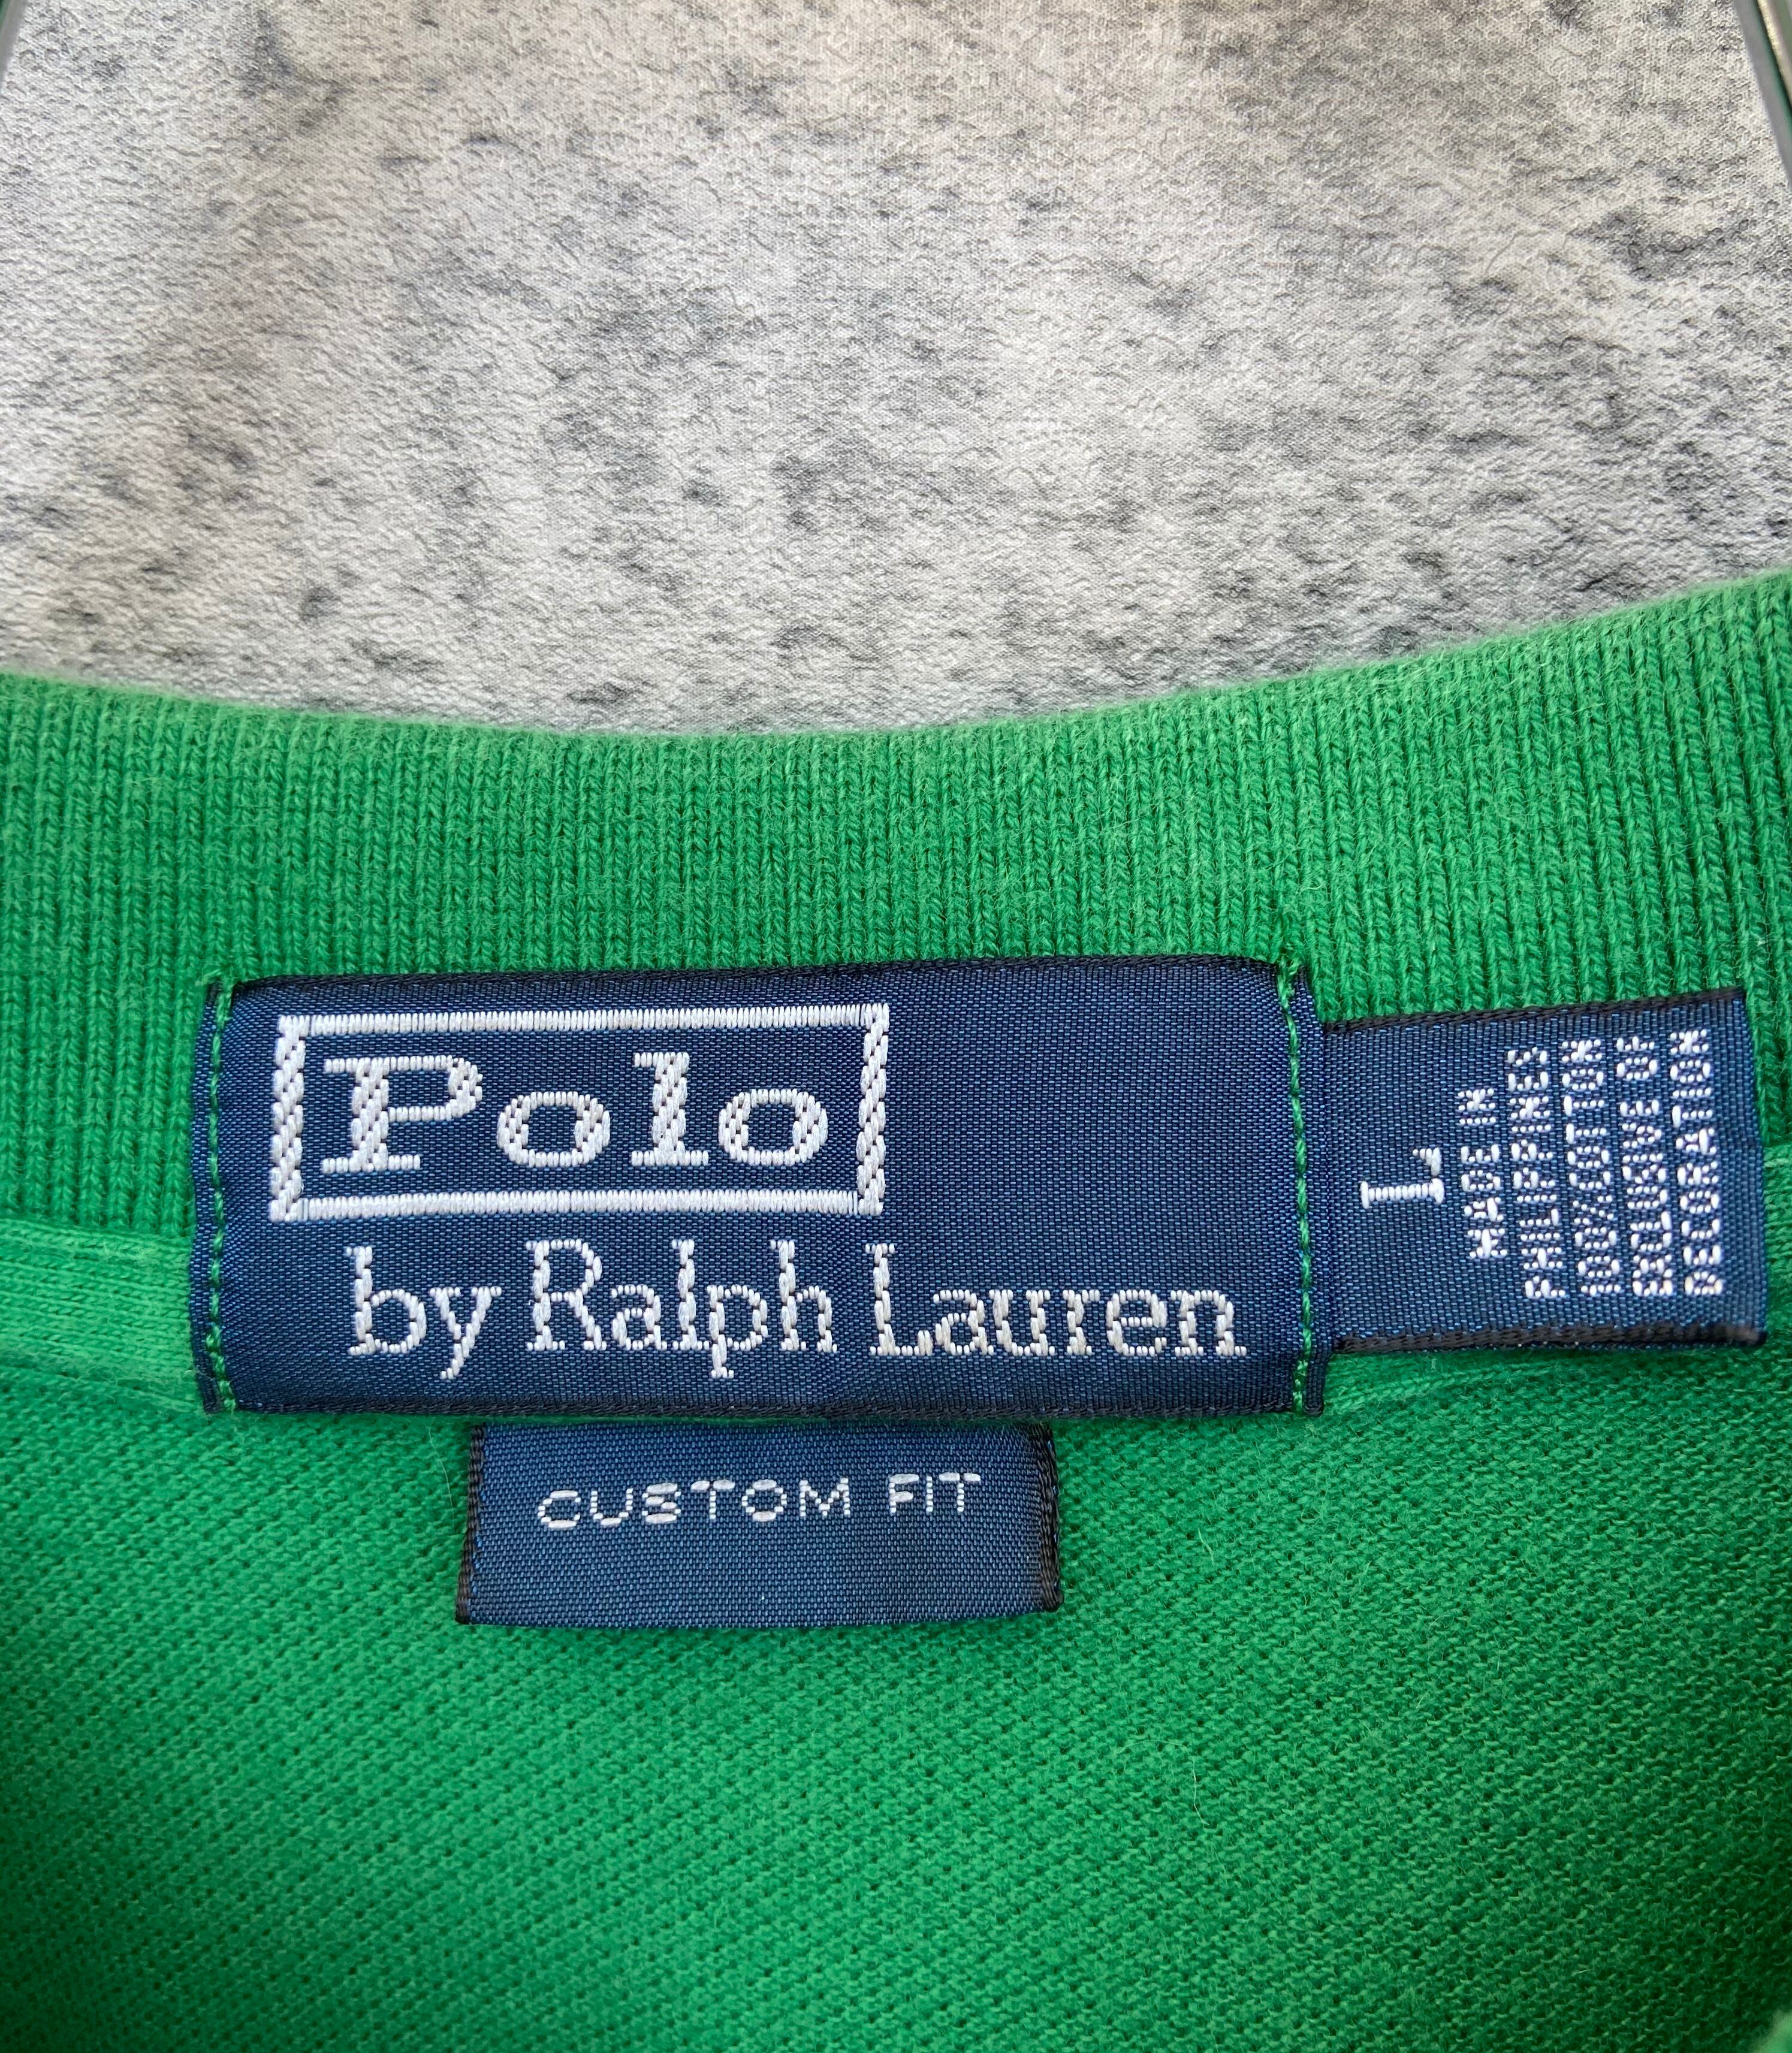 Polo
by Ralph Lauren
L
MADE IN
PHILIPPINES
100% COTTON
EXCLUSIVE OF
DECORATION
CUSTOM FIT